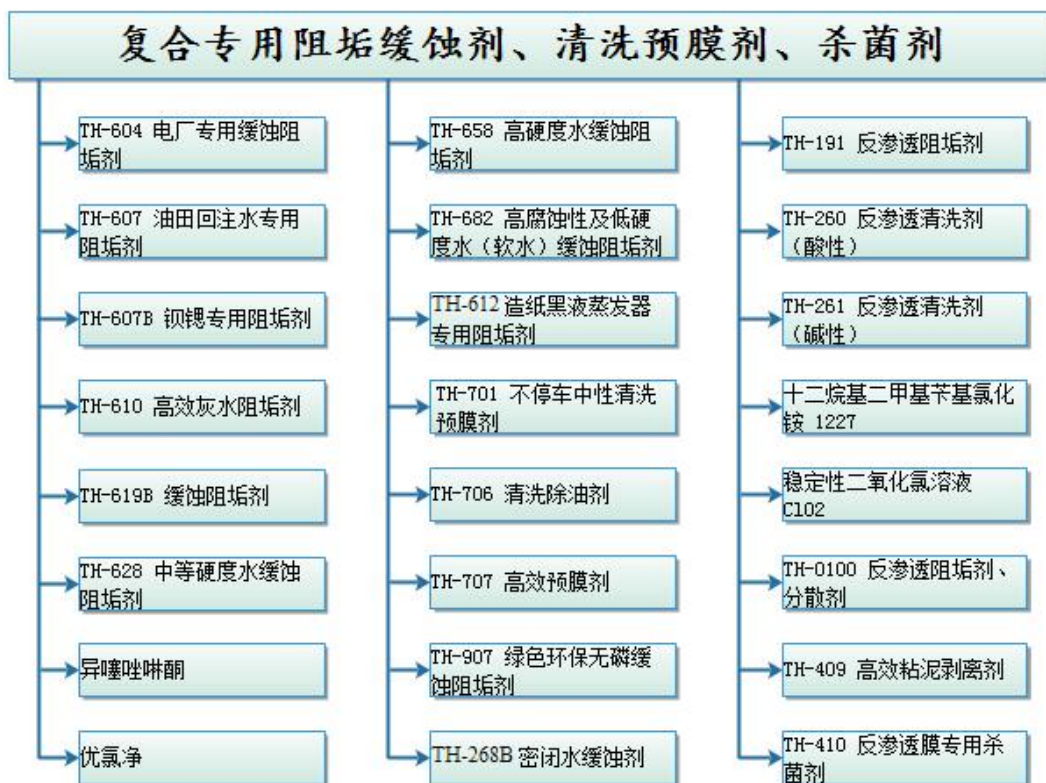 复合专用阻垢缓蚀剂、清洗预膜剂、杀菌剂
TH-604 电厂专用缓蚀阻
垢剂
TH-607 油田回注水专用
阻垢剂
TH-607B 钡锶专用阻垢剂
TH-610 高效灰水阻垢剂
TH-619B 缓蚀阻垢剂
TH-628 中等硬度水缓蚀
阻垢剂
异噻唑啉酮
优氯净
TH-658 高硬度水缓蚀阻
垢剂
TH-682 高腐蚀性及低硬
度水（软水）缓蚀阻垢剂
TH-612 造纸黑液蒸发器
专用阻垢剂
TH-701 不停车中性清洗
预膜剂
TH-706 清洗除油剂
TH-707 高效预膜剂
TH-907 绿色环保无磷缓
蚀阻垢剂
TH-268B 密闭水缓蚀剂
TH-191 反渗透阻垢剂
TH-260 反渗透清洗剂
（酸性）
TH-261 反渗透清洗剂
（碱性）
十二烷基二甲基苄基氯化
铵 1227
稳定性二氧化氯溶液
ClO2
TH-0100 反渗透阻垢剂、
分散剂
TH-409 高效粘泥剥离剂
TH-410 反渗透膜专用杀
菌剂